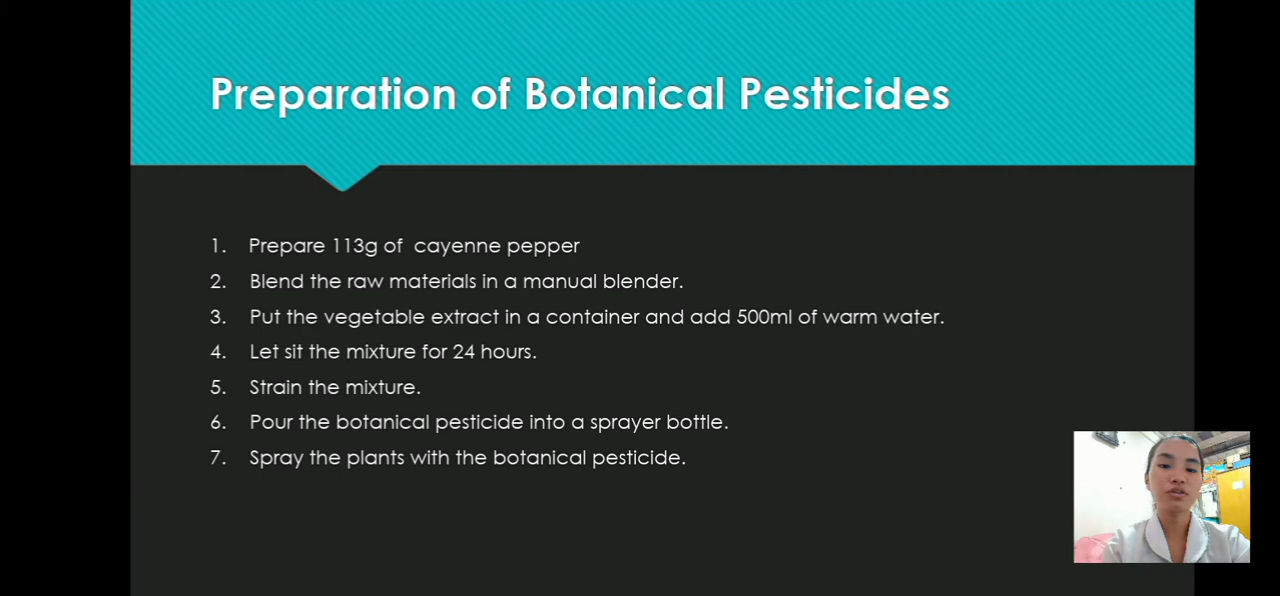 Preparation of Botanical Pesticides
1. Prepare 113g of cayenne pepper
2. Blend the raw materials in a manual blender.
3. Put the vegetable extract in a container and add 500ml of warm water.
4. Let sit the mixture for 24 hours.
5. Strain the mixture.
6. Pour the botanical pesticide into a sprayer bottle.
7. Spray the plants with the botanical pesticide.